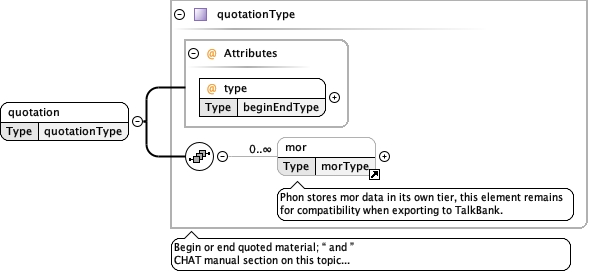 quotationType
@ Attributes
@ type
Type beginEndType
quotation
Type quotationType
0..∞
mor
Type morType
Phon stores mor data in its own tier, this element remains
for compatibility when exporting to TalkBank.
Begin or end quoted material; “ and ”
CHAT manual section on this topic...